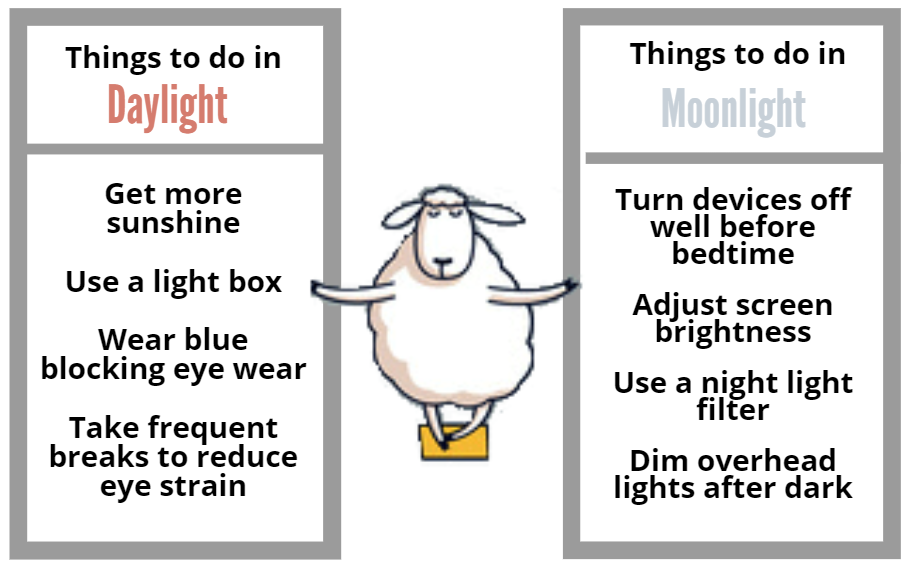 Things to do in
Daylight
Get more
sunshine
Use a light box
Wear blue
blocking eye wear
Take frequent
breaks to reduce
eye strain
Things to do in
Moonlight
Turn devices off
well before
bedtime
Adjust screen
brightness
Use a night light
filter
Dim overhead
lights after dark